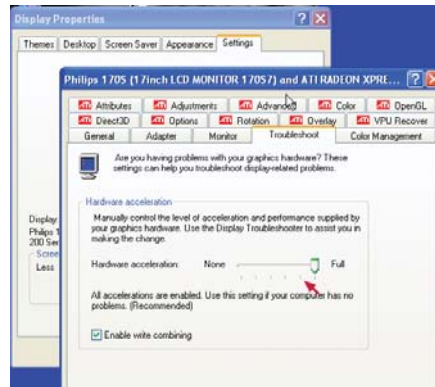 Display Properties
Themes Desktop Screen Saver Appearance Settings
Philips 170S (17inch LCD MONITOR 170S7) and ATI RADEON XPRE...
Attributes Adjustments Advanced Color OpenGL
Direct3D Options Rotation Overlay VPU Recover
General Adapter Monitor Troubleshoot Color Management
Are you having problems with your graphics hardware? These
settings can help you troubleshoot display-related problems.
Hardware acceleration
Manually control the level of acceleration and performance supplied by
your graphics hardware. Use the Display Troubleshooter to assist you in
making the change.
Display
Philips 1
200 Ser
Scree
Less
Hardware acceleration: None Full
All accelerations are enabled. Use this setting if your computer has no
problems. (Recommended)
Enable write combining